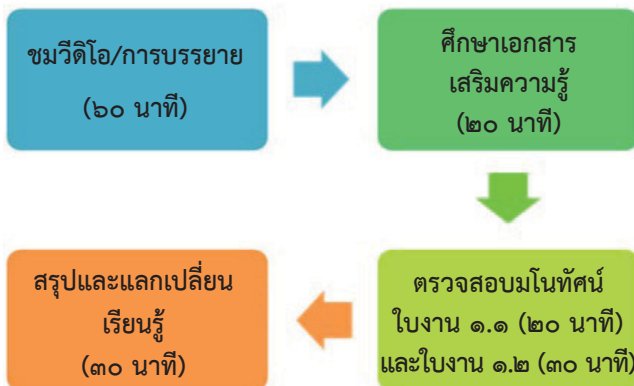 ชมวีดิโอ/การบรรยาย
(๖๐ นาที)
ศึกษาเอกสาร
เสริมความรู้
(๒๐ นาที)
ตรวจสอบมโนทัศน์
ใบงาน ๑.๑ (๒๐ นาที)
และใบงาน ๑.๒ (๓๐ นาที)
สรุปและแลกเปลี่ยน
เรียนรู้
(๓๐ นาที)